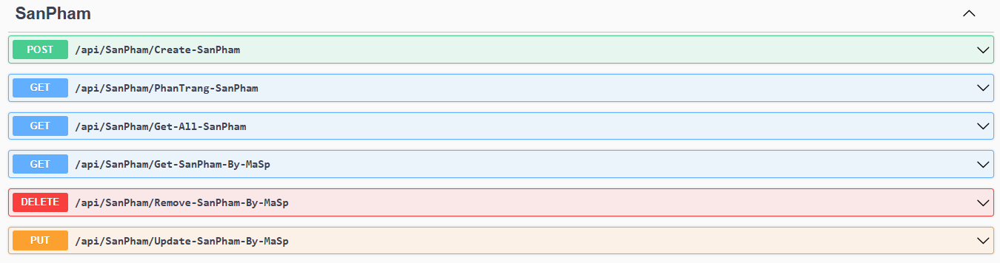 SanPham
POST /api/SanPham/Create-SanPham
GET /api/SanPham/PhanTrang-SanPham
GET /api/SanPham/Get-All-SanPham
GET /api/SanPham/Get-SanPham-By-MaSp
DELETE /api/SanPham/Remove-SanPham-By-MaSp
PUT /api/SanPham/Update-SanPham-By-MaSp